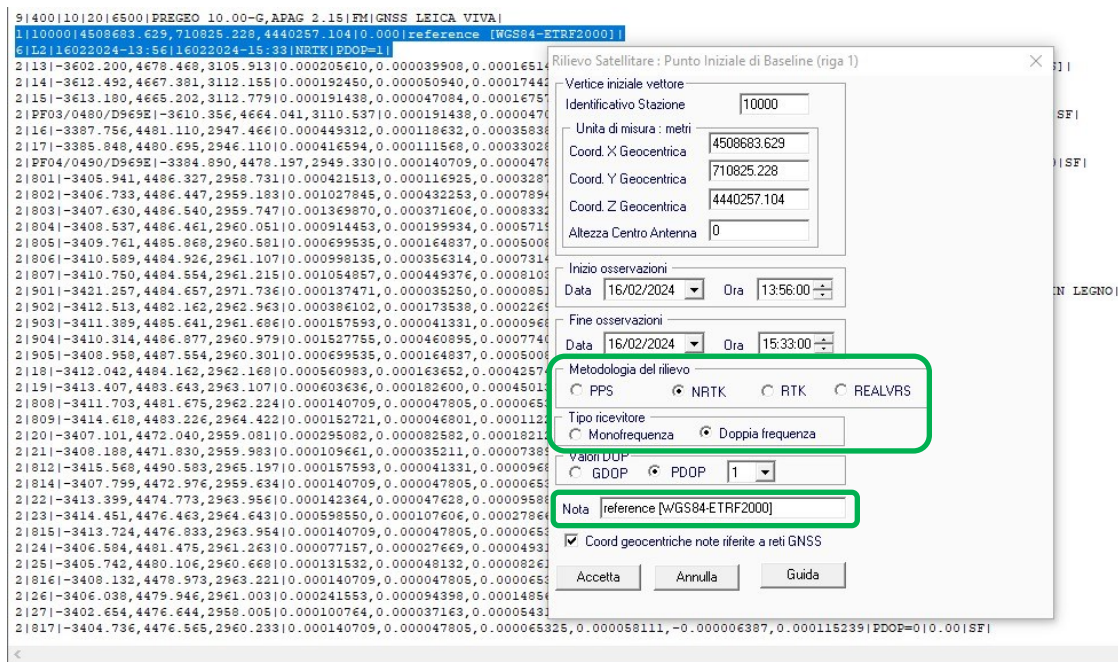 9|400|10|20|6500|PREGEO 10.00-G,APAG 2.15|FM|GNSS LEICA VIVA|
1|10000|4508683.629,710825.228,4440257.104|0.000|reference [WGS84-ETRF2000]|
6|L2|16022024-13:56|16022024-15:33|NRTK|PDOP=1|
2|13|-3602.200,4678.468,3105.913|0.000205610,0.000039908,0.0001651
2|14|-3612.492,4667.381,3112.155|0.000192450,0.000050940,0.0001744
2|15|-3613.180,4665.202,3112.779|0.000191438,0.000047084,0.0001675
2|PF03/0480/D969E|-3610.356,4664.041,3110.537|0.000191438,0.000047
SF|
2|16|-3387.756,4481.110,2947.466|0.000449312,0.000118632,0.0003583
2|17|-3385.848,4480.695,2946.110|0.000416594,0.000111568,0.0003302
2|PF04/0490/D969E|-3384.890,4478.197,2949.330|0.000140709,0.000047
|SF|
2|801|-3405.941,4486.327,2958.731|0.000421513,0.000116925,0.000328
2|802|-3406.733,4486.447,2959.183|0.001027845,0.000432253,0.000789
2|803|-3407.630,4486.540,2959.747|0.001369870,0.000371606,0.000833
2|804|-3408.537,4486.461,2960.051|0.000914453,0.000199934,0.000571
2|805|-3409.761,4485.868,2960.581|0.000699535,0.000164837,0.000500
2|806|-3410.589,4484.926,2961.107|0.000998135,0.000356314,0.000731
2|807|-3410.750,4484.554,2961.215|0.001054857,0.000449376,0.000810
2|901|-3421.257,4484.657,2971.736|0.000137471,0.000035250,0.000085
IN LEGNO|
2|902|-3412.513,4482.162,2962.963|0.000386102,0.000173538,0.000226
2|903|-3411.389,4485.641,2961.686|0.000157593,0.000041331,0.000096
2|904|-3410.314,4486.877,2960.979|0.001527755,0.000460895,0.000774
2|905|-3408.958,4487.554,2960.301|0.000699535,0.000164837,0.000500
2|18|-3412.042,4484.162,2962.168|0.000560983,0.000163652,0.0004257
2|19|-3413.407,4483.643,2963.107|0.000603636,0.000182600,0.0004501
2|808|-3411.703,4481.675,2962.224|0.000140709,0.000047805,0.000065
2|809|-3414.618,4483.226,2964.422|0.000152721,0.000046801,0.000112
2|20|-3407.101,4472.040,2959.081|0.000295082,0.000082582,0.0001821
2|21|-3408.188,4471.830,2959.983|0.000109661,0.000035211,0.0000738
2|812|-3415.568,4490.583,2965.197|0.000157593,0.000041331,0.000096
2|814|-3407.799,4472.976,2959.634|0.000140709,0.000047805,0.000065
2|22|-3413.399,4474.773,2963.956|0.000142364,0.000047628,0.0000958
2|23|-3414.451,4476.463,2964.643|0.000598550,0.000107606,0.0002786
2|815|-3413.724,4476.833,2963.954|0.000140709,0.000047805,0.000065
2|24|-3406.584,4481.475,2961.263|0.000077157,0.000027669,0.0000493
2|25|-3405.742,4480.106,2960.668|0.000131532,0.000048132,0.0000826
2|816|-3408.132,4478.973,2963.221|0.000140709,0.000047805,0.000065
2|26|-3406.038,4479.946,2961.003|0.000241553,0.000094398,0.0001485
2|27|-3402.654,4476.644,2958.005|0.000100764,0.000037163,0.0000543
2|817|-3404.736,4476.565,2960.233|0.000140709,0.000047805,0.000065325,0.000058111,-0.000006387,0.000115239|PDOP=0|0.00|SF|
Rilievo Satellitare : Punto Iniziale di Baseline (riga 1)
Vertice iniziale vettore
Identificativo Stazione 10000
Unita di misura : metri
Coord. X Geocentrica 4508683.629
Coord. Y Geocentrica 710825.228
Coord. Z Geocentrica 4440257.104
Altezza Centro Antenna 0
Inizio osservazioni
Data 16/02/2024 Ora 13:56:00
Fine osservazioni
Data 16/02/2024 Ora 15:33:00
Metodologia del rilievo
PPS NRTK RTK REALVRS
Tipo ricevitore
Monofrequenza Doppia frequenza
Valori DOP
GDOP PDOP 1
Nota reference [WGS84-ETRF2000]
Coord geocentriche note riferite a reti GNSS
Accetta Annulla Guida